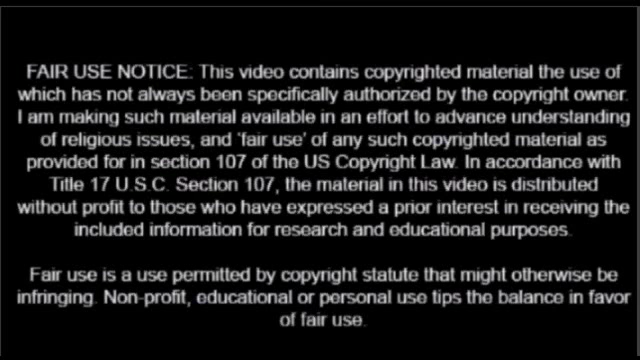 FAIR USE NOTICE: This video contains copyrighted material the use of
which has not always been specifically authorized by the copyright owner.
I am making such material available in an effort to advance understanding
of religious issues, and 'fair use' of any such copyrighted material as
provided for in section 107 of the US Copyright Law. In accordance with
Title 17 U.S.C. Section 107, the material in this video is distributed
without profit to those who have expressed a prior interest in receiving the
included information for research and educational purposes.
Fair use is a use permitted by copyright statute that might otherwise be
infringing. Non-profit, educational or personal use tips the balance in favor
of fair use.